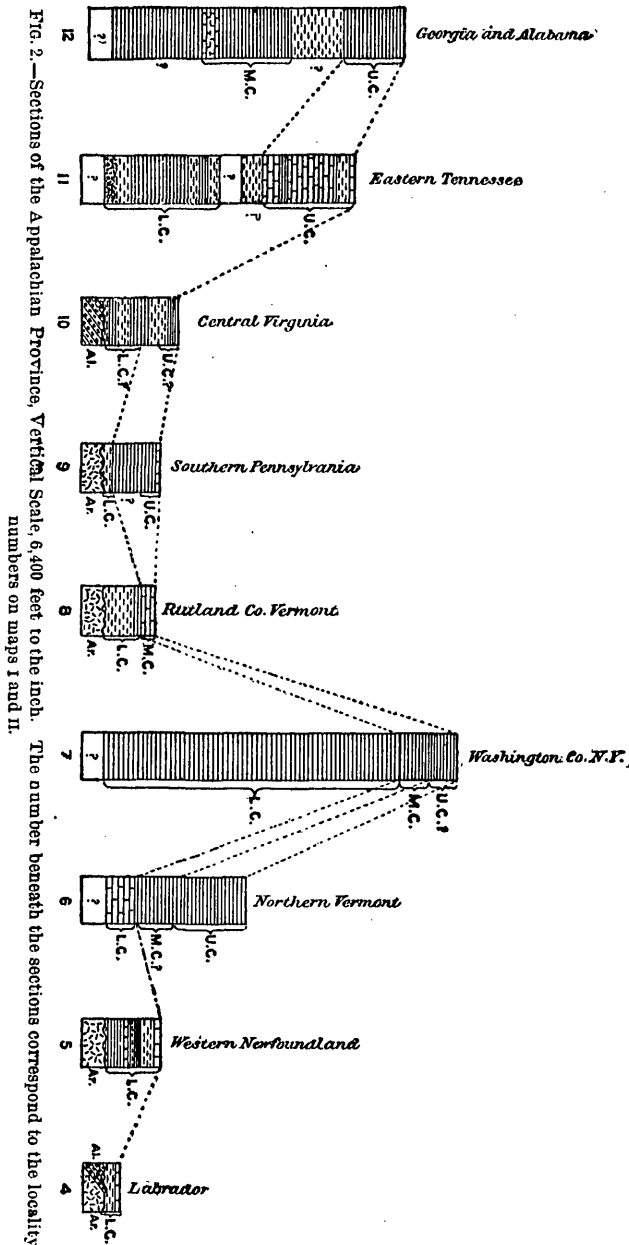 Georgia and Alabama
12
?
?
M.C.
?
U.C.
Eastern Tennessee
11
?
L.C.
?
?
U.C.
Central Virginia
10
Al.
L.C.?
U.C.?
Southern Pennsylvania
9
Ar.
L.C.
?
U.C.
Rutland Co. Vermont
8
Ar.
L.C.
M.C.
Washington Co. N.Y.
7
?
L.C.
M.C.
U.C.?
Northern Vermont
6
?
L.C.
M.C.?
U.C.
Western Newfoundland
5
Ar.
L.C.
Labrador
4
Al.
Ar.
L.C.
FIG. 2.—Sections of the Appalachian Province, Vertical Scale, 6,400 feet to the inch. The number beneath the sections correspond to the locality
numbers on maps I and II.